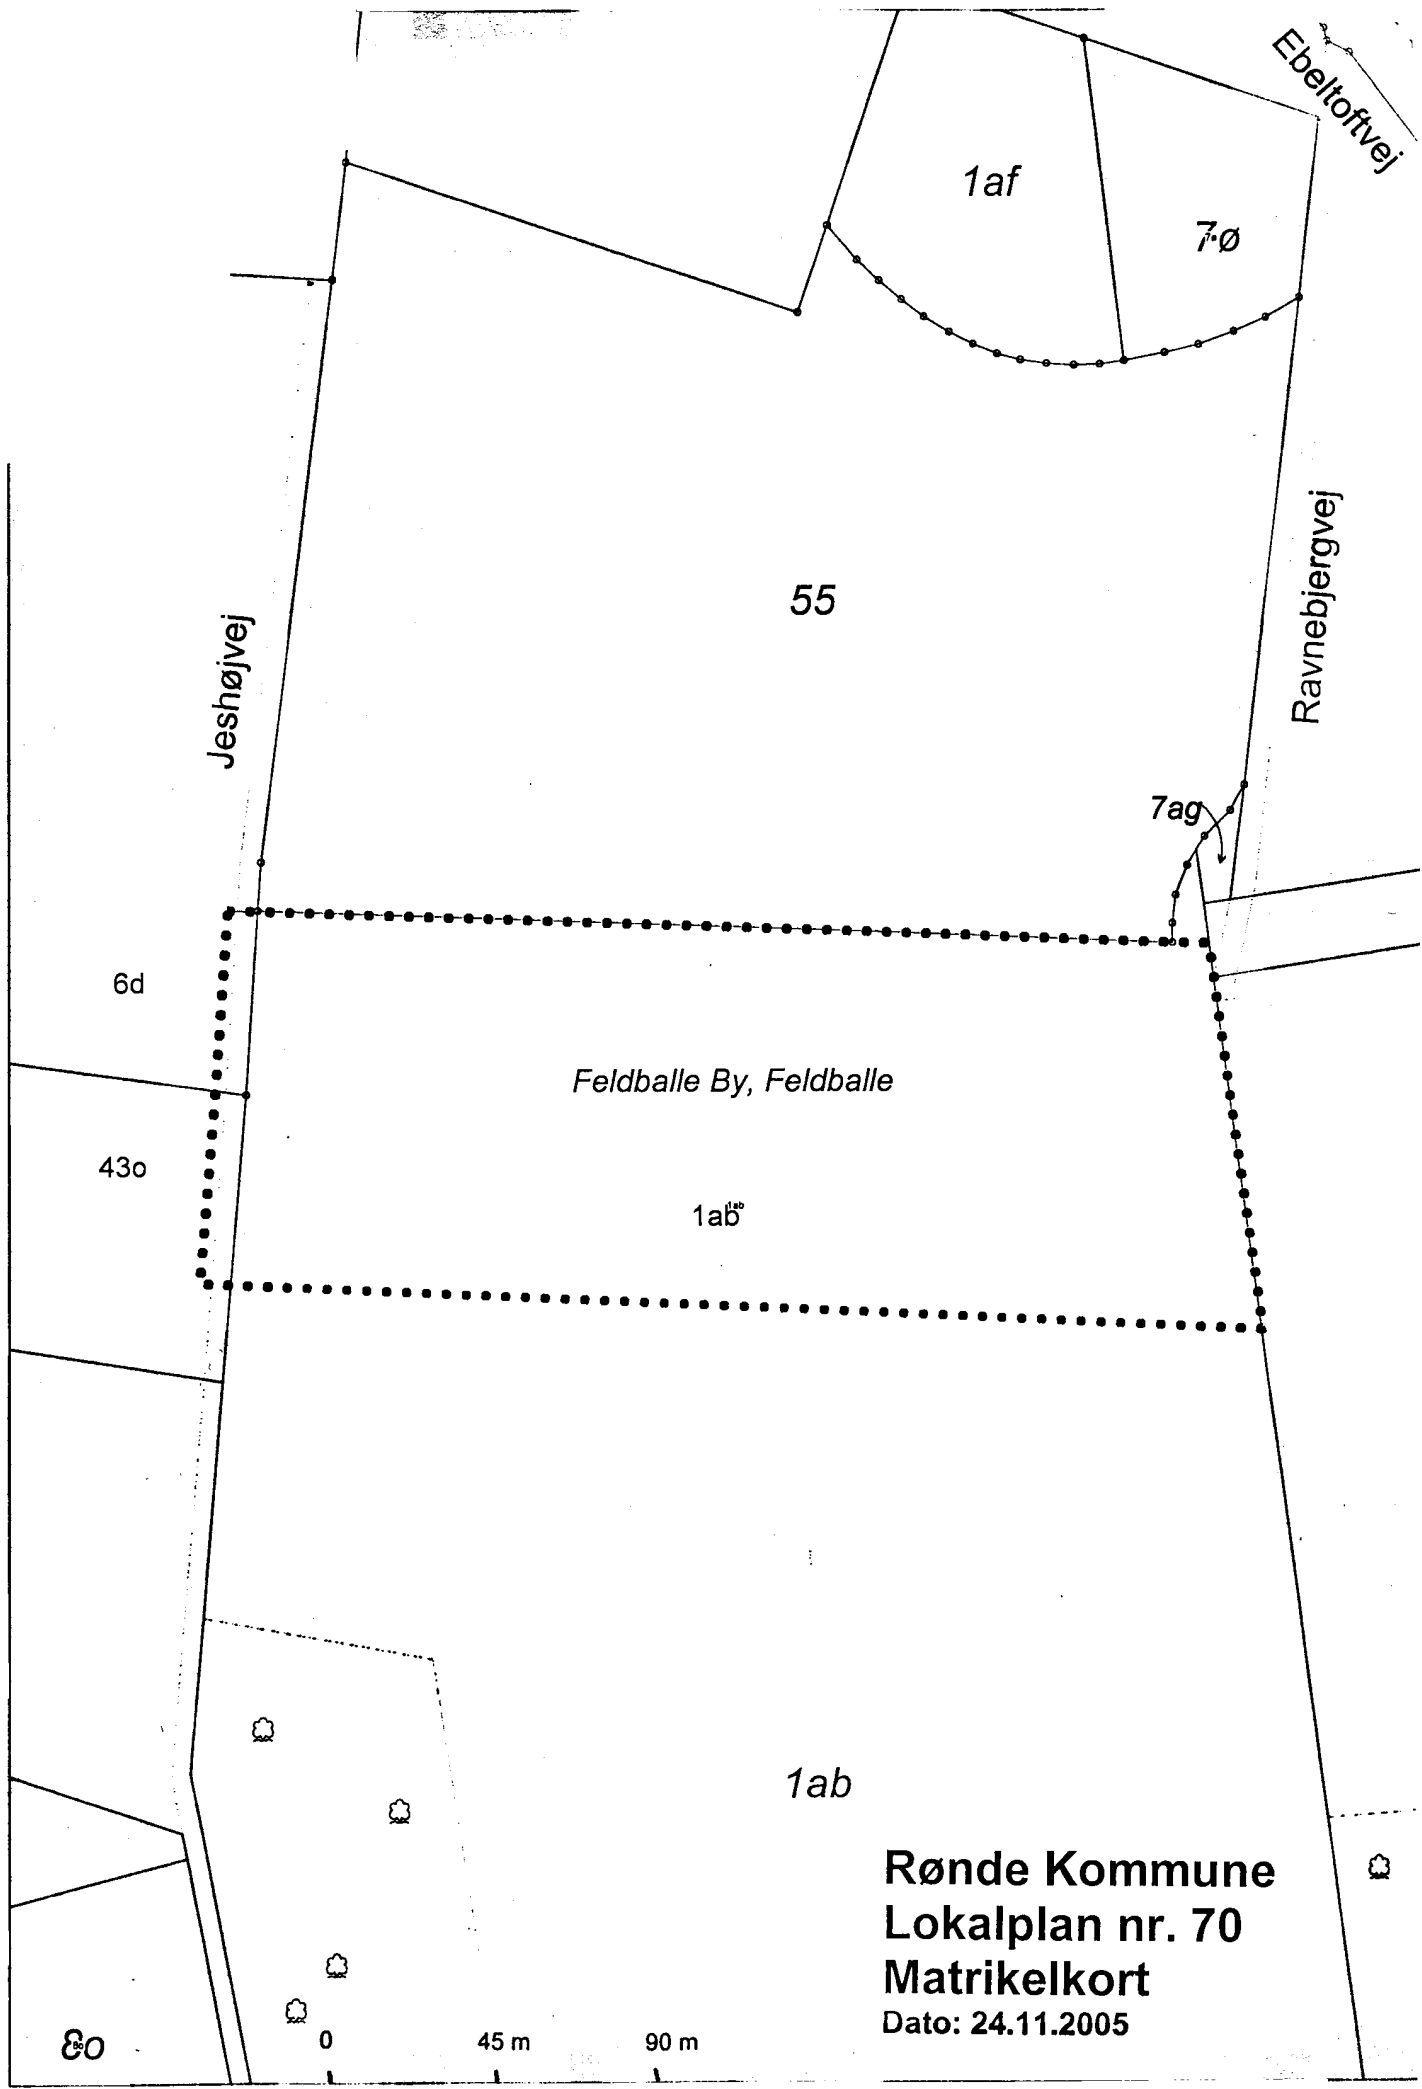 Ebeltoftvej
1af
7ø
55
Ravnebjergvej
Jeshøjvej
7ag
6d
Feldballe By, Feldballe
43o
1ab
1ab
1ab
Rønde Kommune
Lokalplan nr. 70
Matrikelkort
Dato: 24.11.2005
0 45 m 90 m